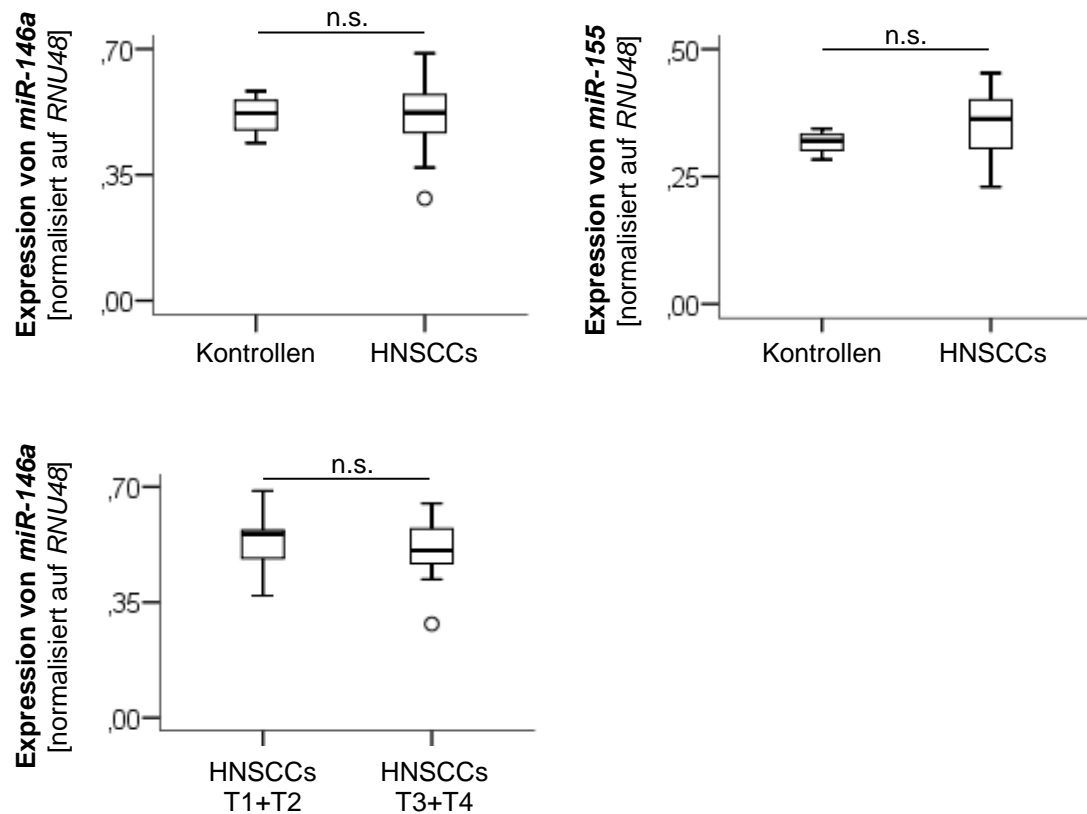 n.s.
Expression von miR-146a
[normalisiert auf RNU48]
,70
,35
,00
Kontrollen HNSCCs
n.s.
Expression von miR-155
[normalisiert auf RNU48]
,50
,25
,00
Kontrollen HNSCCs
n.s.
Expression von miR-146a
[normalisiert auf RNU48]
,70
,35
,00
HNSCCs HNSCCs
T1+T2 T3+T4